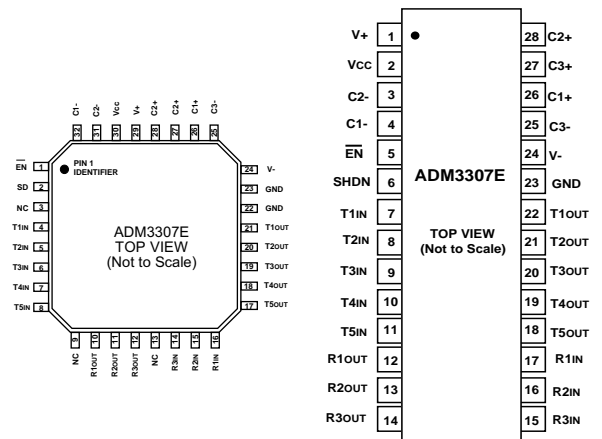 C1-
C2-
VCC
V+
C2+
C2+
C1+
C3-
32
31
30
29
28
27
26
25
EN 1
SD 2
NC 3
T1IN 4
T2IN 5
T3IN 6
T4IN 7
T5IN 8
PIN 1
IDENTIFIER
ADM3307E
TOP VIEW
(Not to Scale)
24 V-
23 GND
22 GND
21 T1OUT
20 T2OUT
19 T3OUT
18 T4OUT
17 T5OUT
9
10
11
12
13
14
15
16
NC
R1OUT
R2OUT
R3OUT
NC
R3IN
R2IN
R1IN
V+ 1
VCC 2
C2- 3
C1- 4
EN 5
SHDN 6
T1IN 7
T2IN 8
T3IN 9
T4IN 10
T5IN 11
R1OUT 12
R2OUT 13
R3OUT 14
ADM3307E
TOP VIEW
(Not to Scale)
28 C2+
27 C3+
26 C1+
25 C3-
24 V-
23 GND
22 T1OUT
21 T2OUT
20 T3OUT
19 T4OUT
18 T5OUT
17 R1IN
16 R2IN
15 R3IN